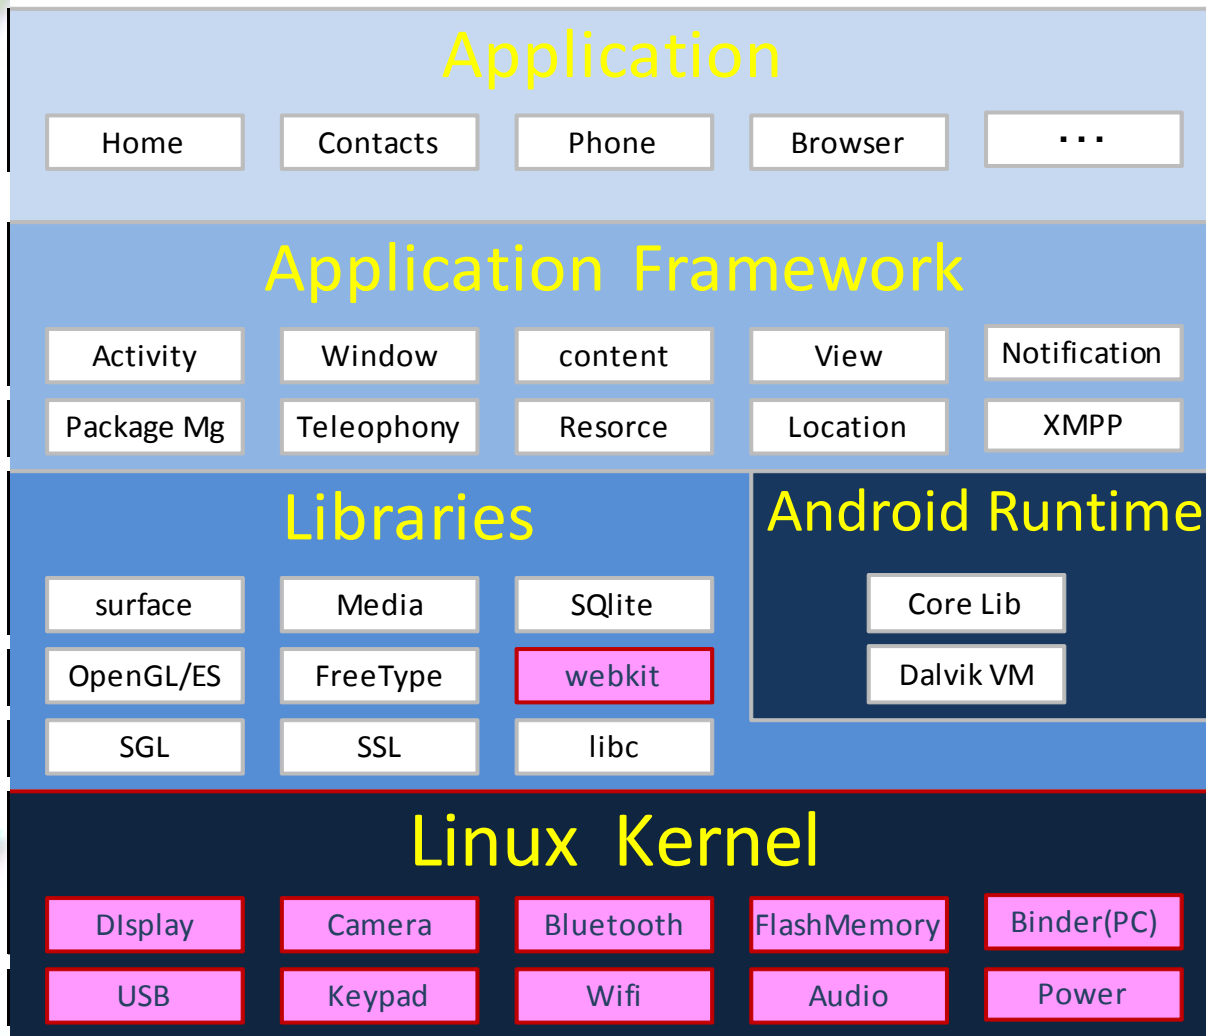 Application
Home Contacts Phone Browser ...
Application Framework
Activity Window content View Notification
Package Mg Teleophony Resorce Location XMPP
Libraries
surface Media SQlite
OpenGL/ES FreeType webkit
SGL SSL libc
Android Runtime
Core Lib
Dalvik VM
Linux Kernel
DIsplay Camera Bluetooth FlashMemory Binder(PC)
USB Keypad Wifi Audio Power